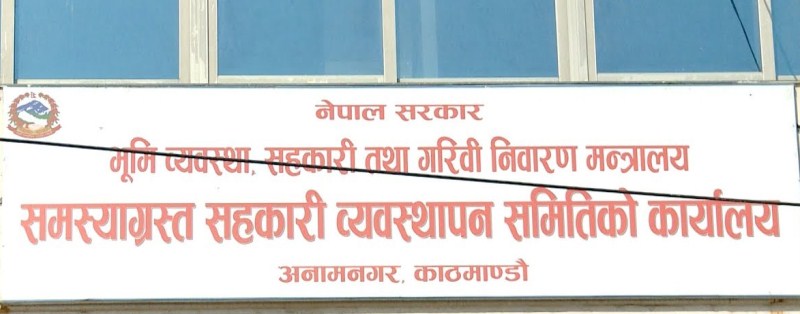 नेपाल सरकार
भूमि व्यवस्था, सहकारी तथा गरिवी निवारण मन्त्रालय
समस्याग्रस्त सहकारी व्यवस्थापन समितिको कार्यालय
अनामनगर, काठमाण्डौ